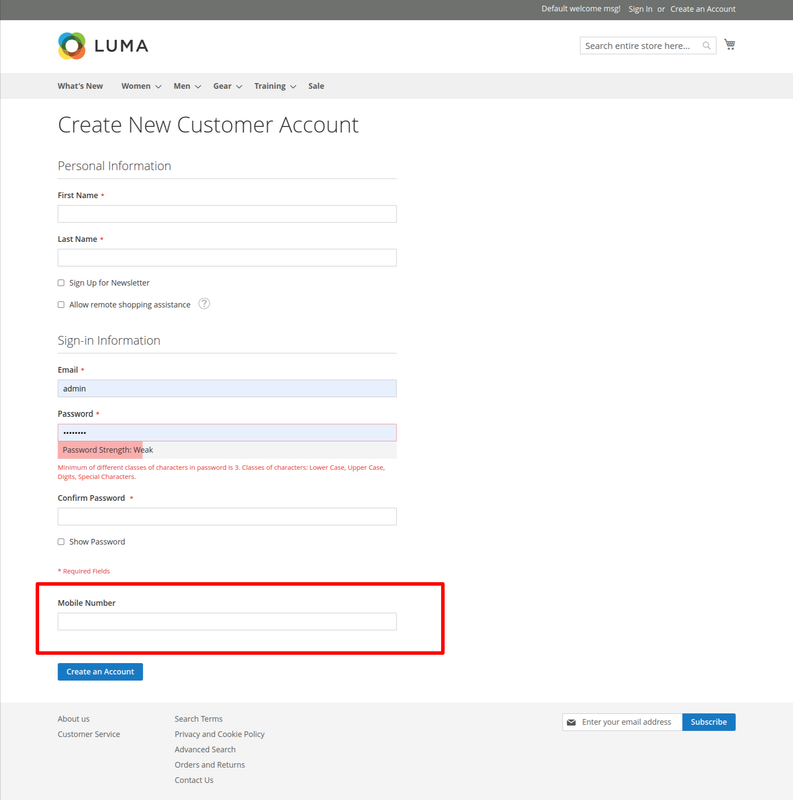 Default welcome msg! Sign In or Create an Account
LUMA
Search entire store here...
What's New Women Men Gear Training Sale
Create New Customer Account
Personal Information
First Name *
Last Name *
Sign Up for Newsletter
Allow remote shopping assistance ?
Sign-in Information
Email *
admin
Password *
••••••••
Password Strength: Weak
Minimum of different classes of characters in password is 3. Classes of characters: Lower Case, Upper Case,
Digits, Special Characters.
Confirm Password *
Show Password
* Required Fields
Mobile Number
Create an Account
About us
Customer Service
Search Terms
Privacy and Cookie Policy
Advanced Search
Orders and Returns
Contact Us
Enter your email address Subscribe